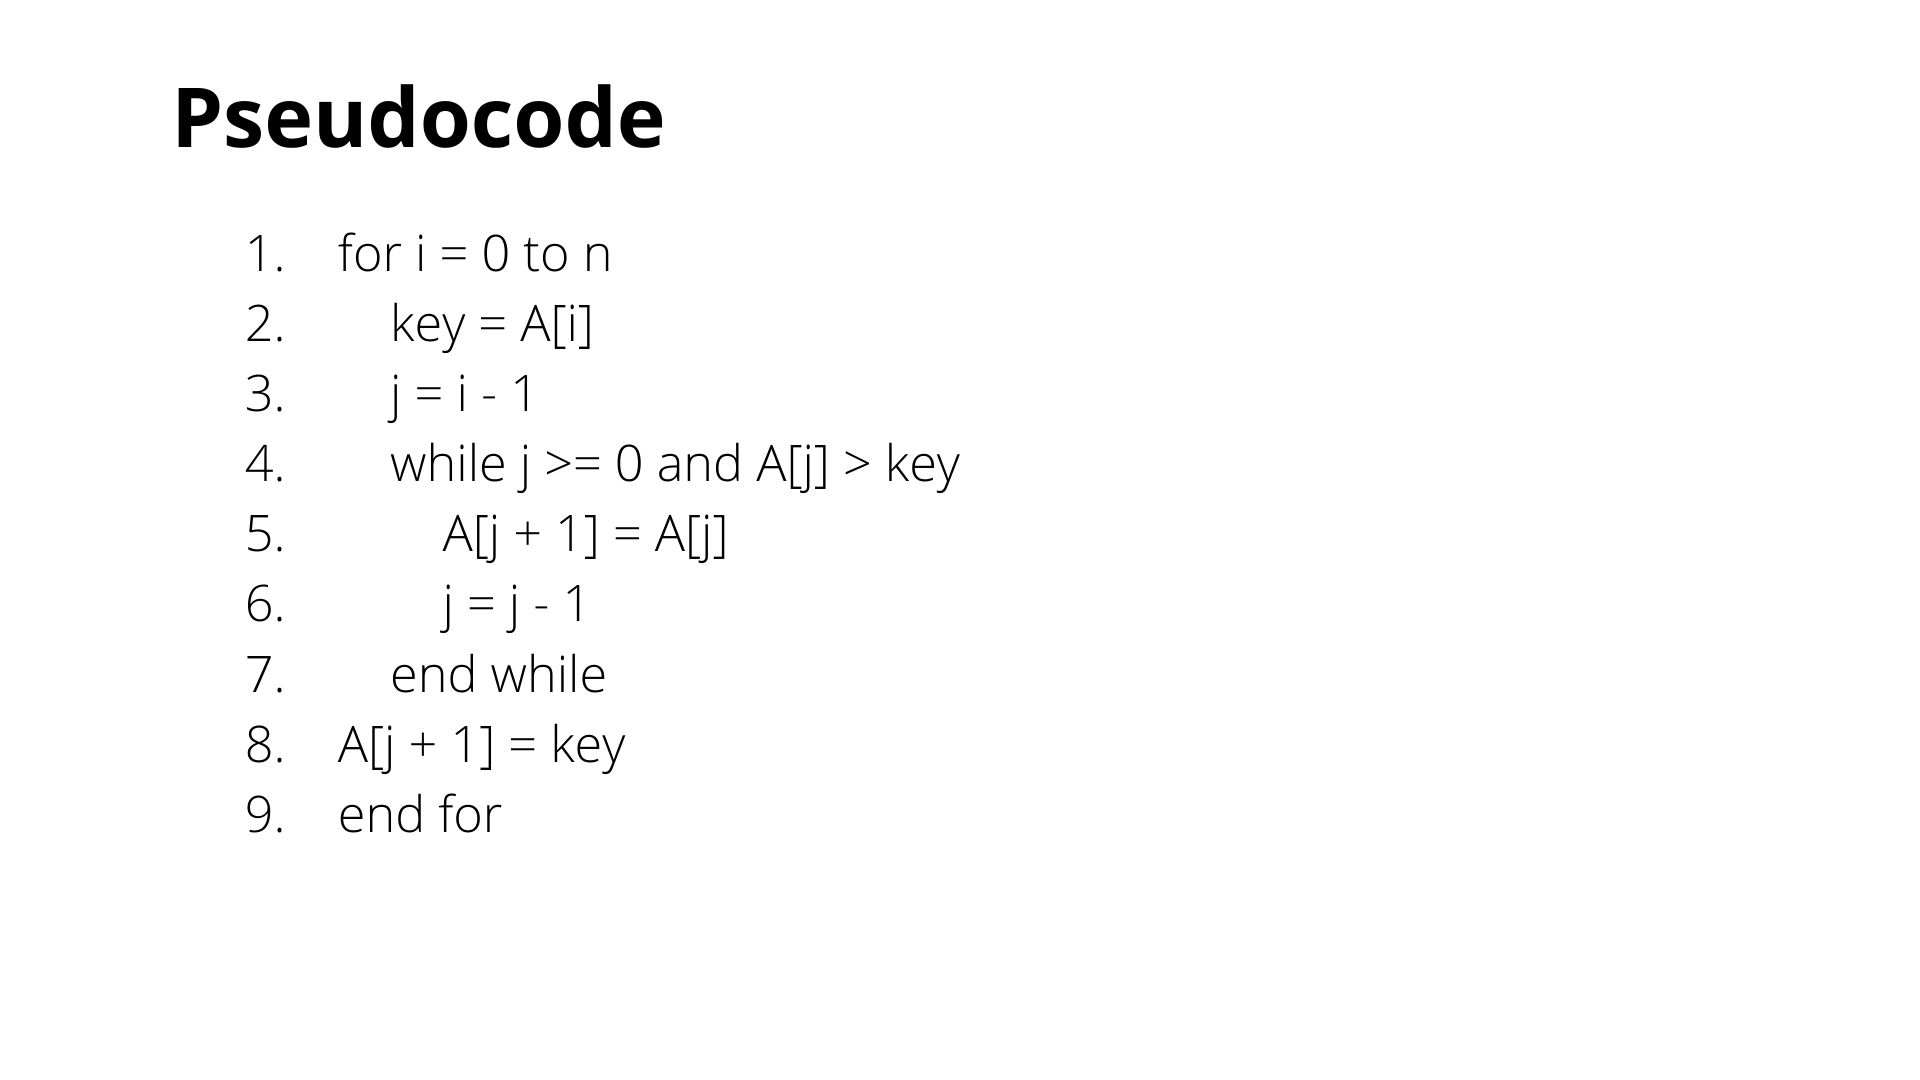 Pseudocode
1. for i = 0 to n
2. key = A[i]
3. j = i - 1
4. while j >= 0 and A[j] > key
5. A[j + 1] = A[j]
6. j = j - 1
7. end while
8. A[j + 1] = key
9. end for